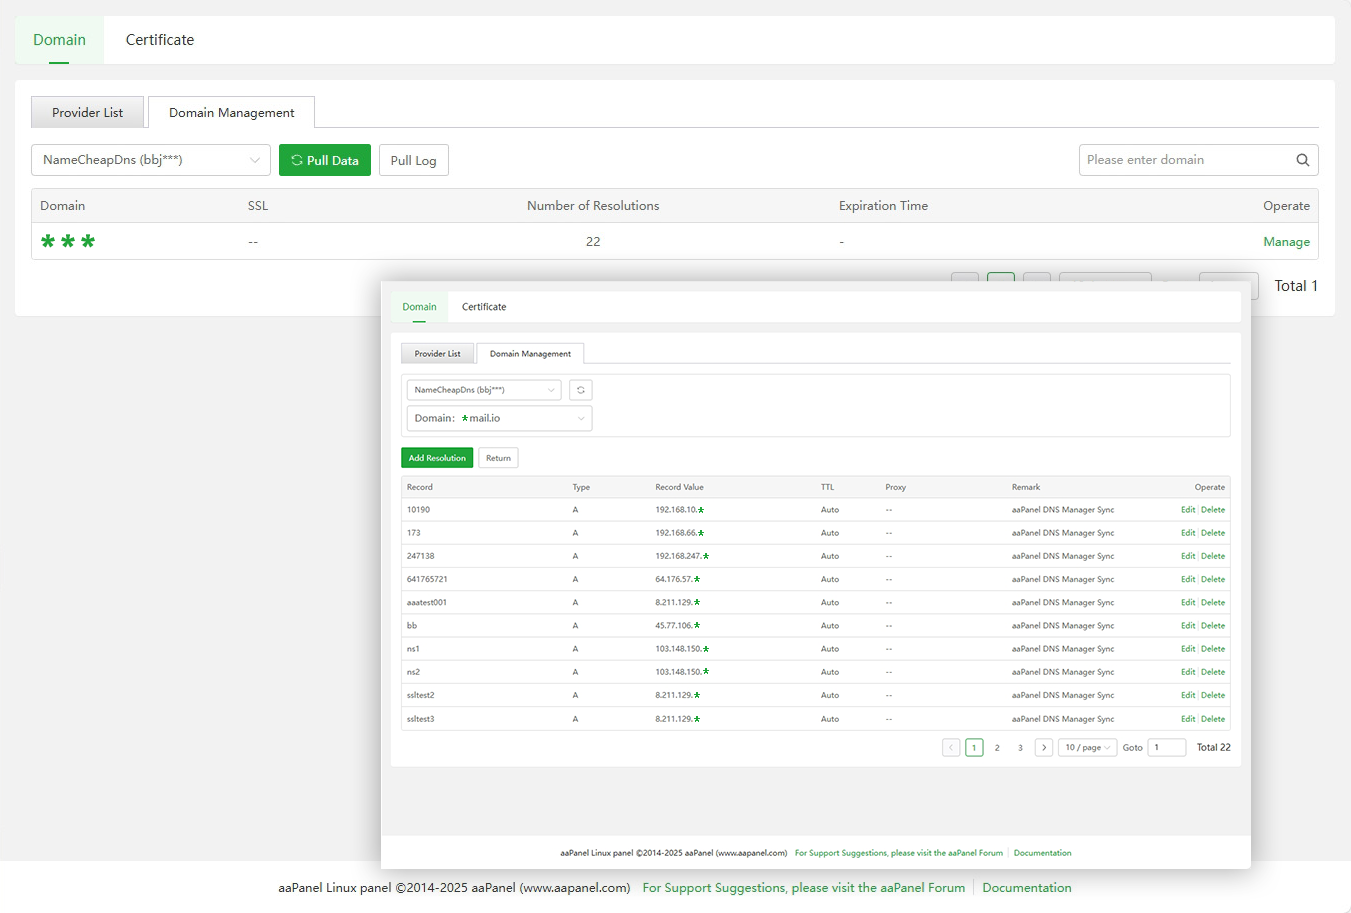 Domain Certificate
Provider List Domain Management
NameCheapDns (bbj***) Pull Data Pull Log Please enter domain
Domain SSL Number of Resolutions Expiration Time Operate
*** -- 22 - Manage
Total 1
Domain Certificate
Provider List Domain Management
NameCheapDns (bbj***)
Domain: *mail.io
Add Resolution Return
Record Type Record Value TTL Proxy Remark Operate
10190 A 192.168.10.* Auto -- aaPanel DNS Manager Sync Edit | Delete
173 A 192.168.66.* Auto -- aaPanel DNS Manager Sync Edit | Delete
247138 A 192.168.247.* Auto -- aaPanel DNS Manager Sync Edit | Delete
641765721 A 64.176.57.* Auto -- aaPanel DNS Manager Sync Edit | Delete
aaatest001 A 8.211.129.* Auto -- aaPanel DNS Manager Sync Edit | Delete
bb A 45.77.106.* Auto -- aaPanel DNS Manager Sync Edit | Delete
ns1 A 103.148.150.* Auto -- aaPanel DNS Manager Sync Edit | Delete
ns2 A 103.148.150.* Auto -- aaPanel DNS Manager Sync Edit | Delete
ssltest2 A 8.211.129.* Auto -- aaPanel DNS Manager Sync Edit | Delete
ssltest3 A 8.211.129.* Auto -- aaPanel DNS Manager Sync Edit | Delete
< 1 2 3 > 10 / page Goto 1 Total 22
aaPanel Linux panel ©2014-2025 aaPanel (www.aapanel.com) For Support Suggestions, please visit the aaPanel Forum | Documentation
aaPanel Linux panel ©2014-2025 aaPanel (www.aapanel.com) For Support Suggestions, please visit the aaPanel Forum | Documentation